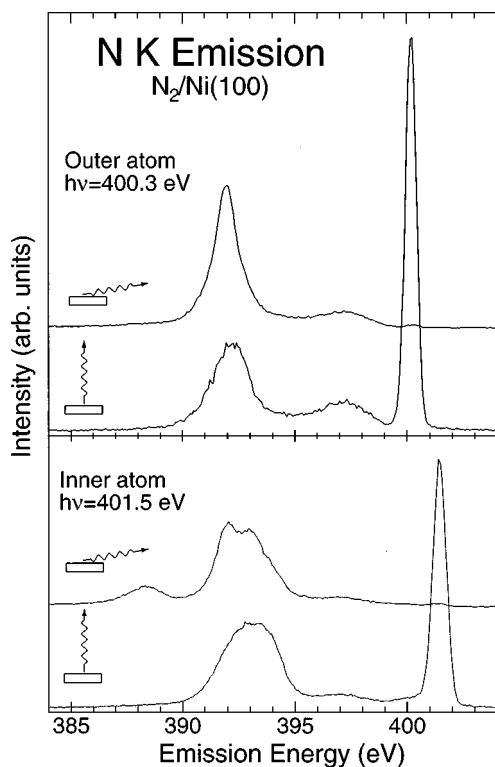 N K Emission
N₂/Ni(100)
Outer atom
hν=400.3 eV
Inner atom
hν=401.5 eV
Intensity (arb. units)
385 390 395 400
Emission Energy (eV)